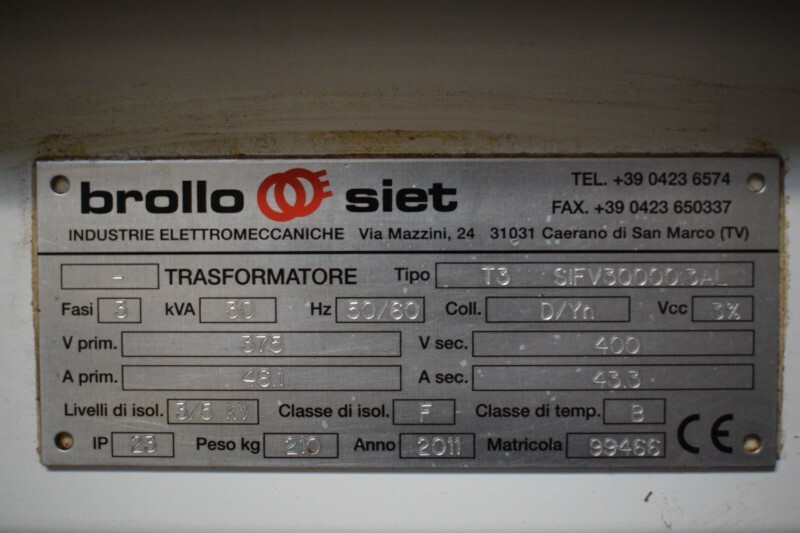 brollo siet
TEL. +39 0423 6574
FAX. +39 0423 650337
INDUSTRIE ELETTROMECCANICHE Via Mazzini, 24 31031 Caerano di San Marco (TV)
- TRASFORMATORE Tipo T3 SIFV30000.3AL
Fasi 3 kVA 30 Hz 50/60 Coll. D/Yn Vcc 3%
V prim. 375 V sec. 400
A prim. 46.1 A sec. 43.3
Livelli di isol. 3/5 kV Classe di isol. F Classe di temp. B
IP 23 Peso kg 210 Anno 2011 Matricola 99466 CE